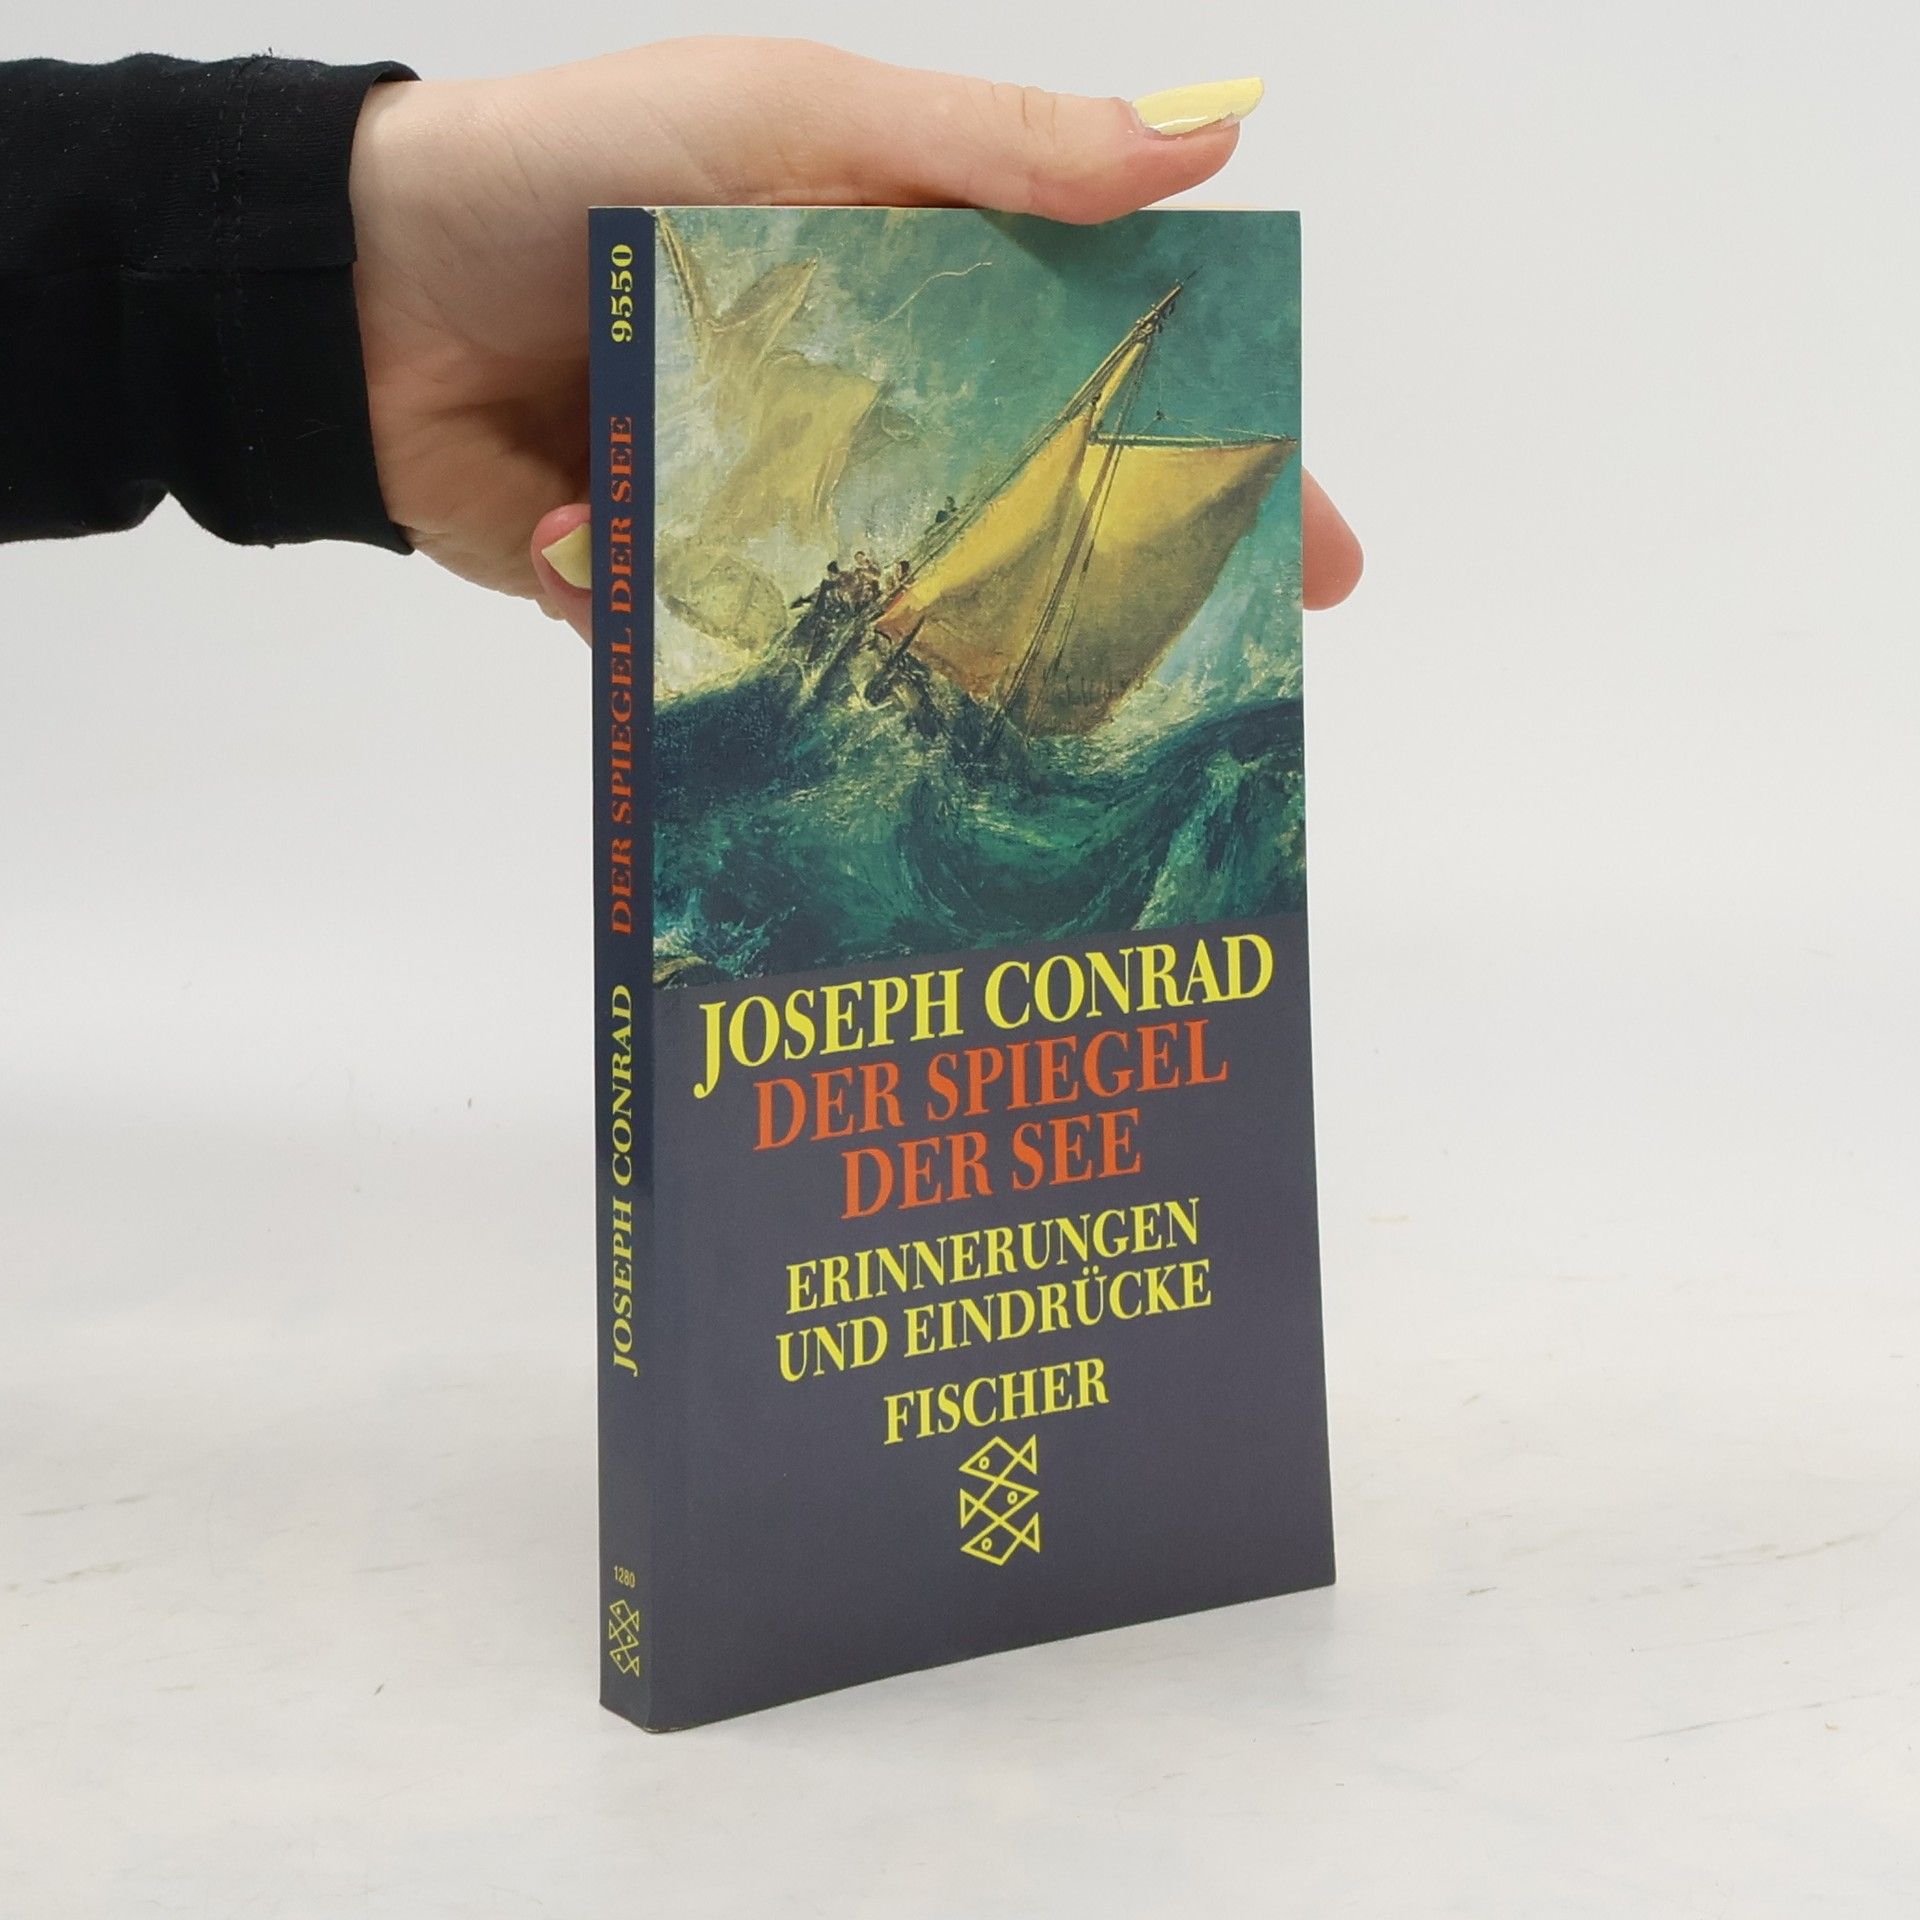 JOSEPH CONRAD
DER SPIEGEL
DER SEE
ERINNERUNGEN
UND EINDRÜCKE
FISCHER
JOSEPH CONRAD DER SPIEGEL DER SEE 9550
1280